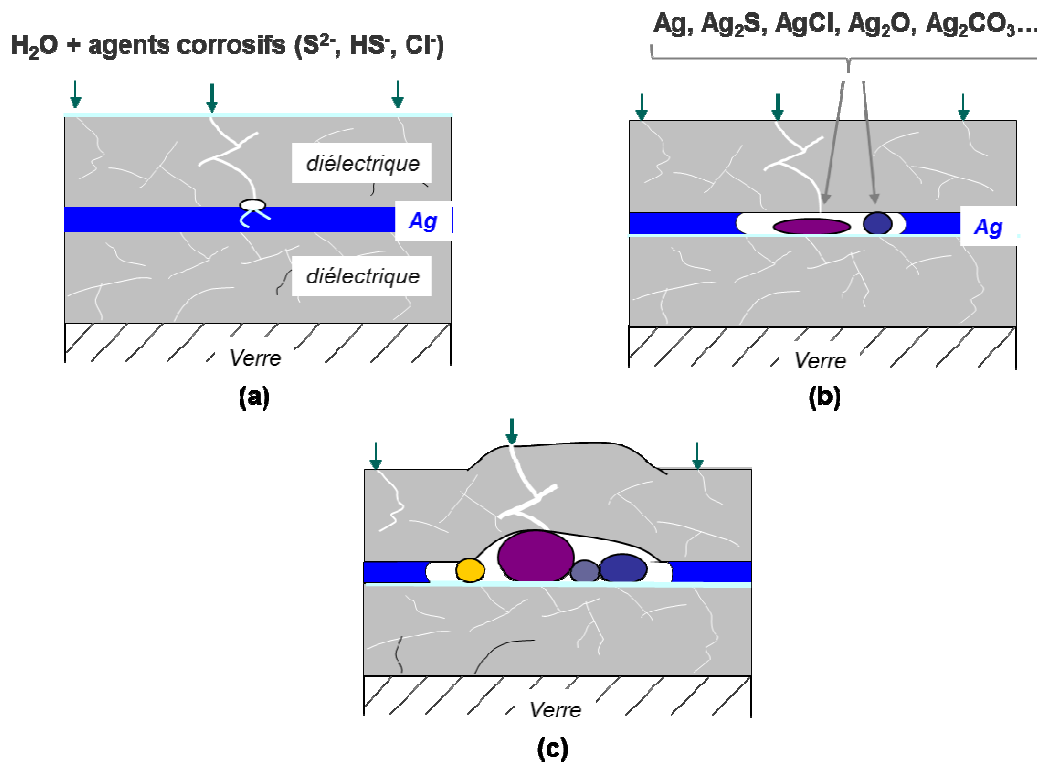 H₂O + agents corrosifs (S²⁻, HS⁻, Cl⁻)
Ag, Ag₂S, AgCl, Ag₂O, Ag₂CO₃...
diélectrique
Ag
diélectrique
Verre
(a)
Ag
Verre
(b)
Verre
(c)